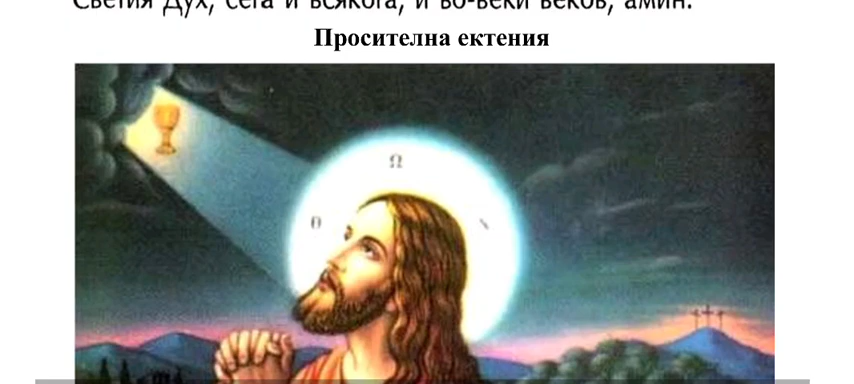 Светия Дух, сега и всякога, и во-веки веков, амин.
Просителна ектения
Ω
Θ